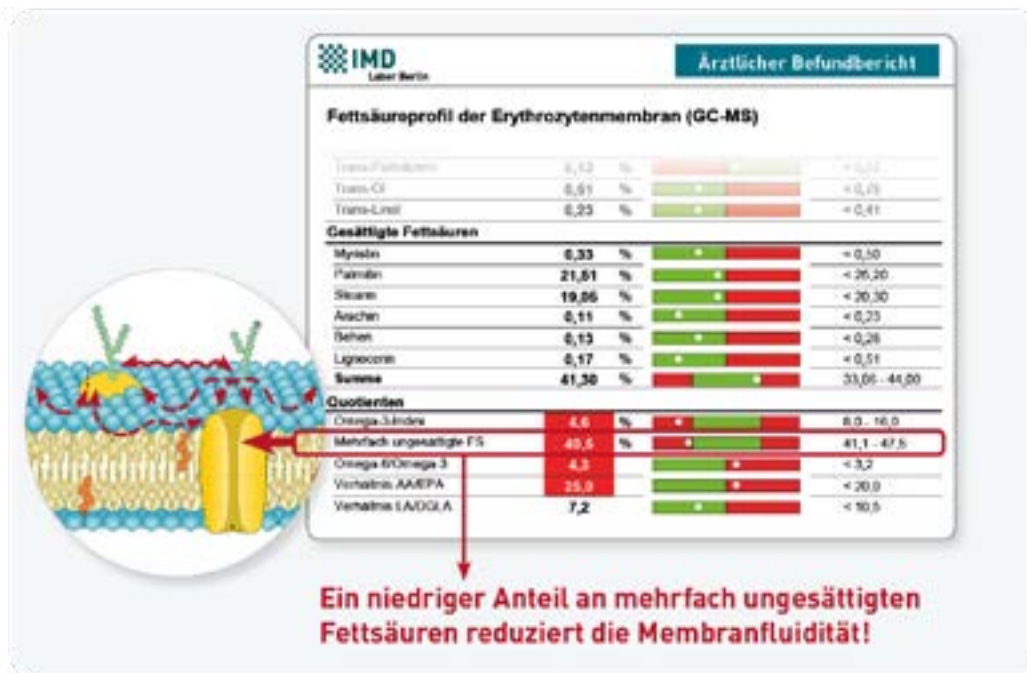 IMD
Labor Berlin
Ärztlicher Befundbericht
Fettsäureprofil der Erythrozytenmembran (GC-MS)
%
Trans-Öl 0,51 % < 0,75
Trans-Linol 0,23 % < 0,41
Gesättigte Fettsäuren
Myristin 0,33 % < 0,50
Palmitin 21,51 % < 26,20
Stearin 19,05 % < 20,30
Arachin 0,11 % < 0,23
Behen 0,13 % < 0,26
Lignocerin 0,17 % < 0,51
Summe 41,30 % 33,05 - 44,00
Quotienten
Omega-3-Index 4,6 % 8,0 - 16,0
Mehrfach ungesättigte FS 40,5 % 41,1 - 47,5
Omega 6/Omega 3 4,3 < 3,2
Verhältnis AA/EPA 25,0 < 20,0
Verhältnis LA/DGLA 7,2 < 10,5
Ein niedriger Anteil an mehrfach ungesättigten
Fettsäuren reduziert die Membranfluidität!